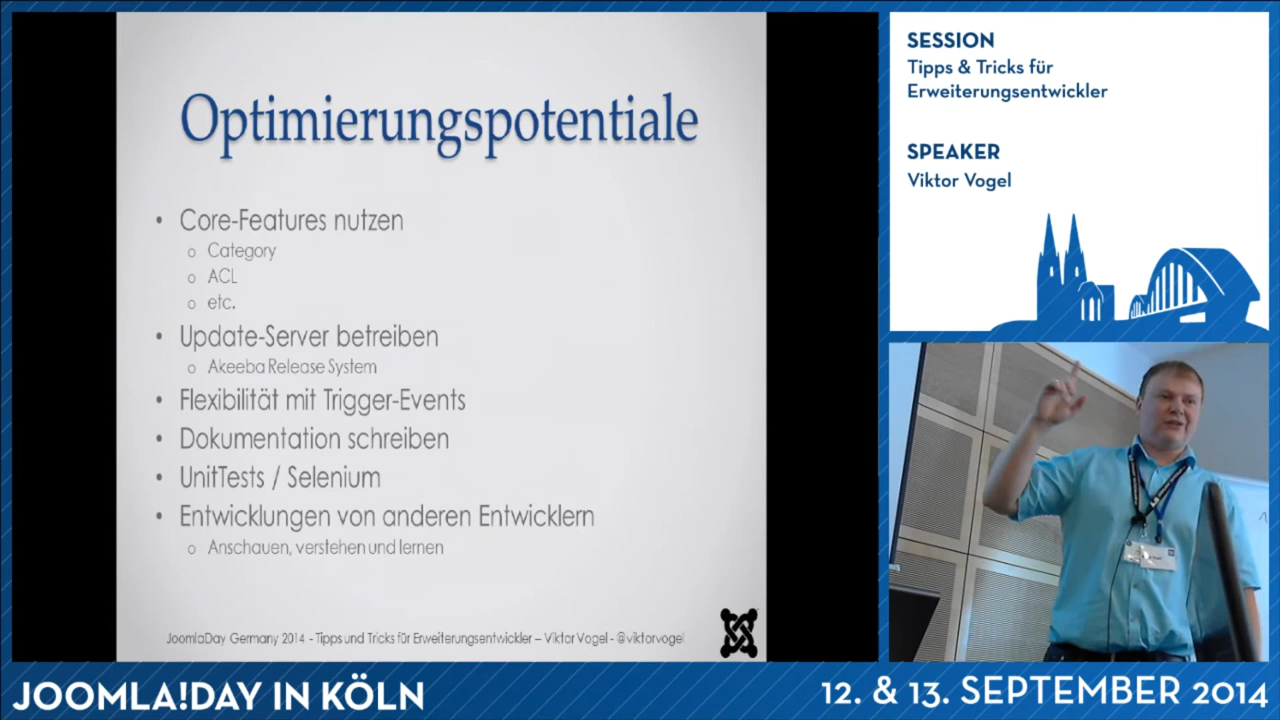 Optimierungspotentiale
• Core-Features nutzen
o Category
o ACL
o etc.
• Update-Server betreiben
o Akeeba Release System
• Flexibilität mit Trigger-Events
• Dokumentation schreiben
• UnitTests / Selenium
• Entwicklungen von anderen Entwicklern
o Anschauen, verstehen und lernen
JoomlaDay Germany 2014 - Tipps und Tricks für Erweiterungsentwickler – Viktor Vogel - @viktorvogel
SESSION
Tipps & Tricks für
Erweiterungsentwickler
SPEAKER
Viktor Vogel
JOOMLA!DAY IN KÖLN
12. & 13. SEPTEMBER 2014